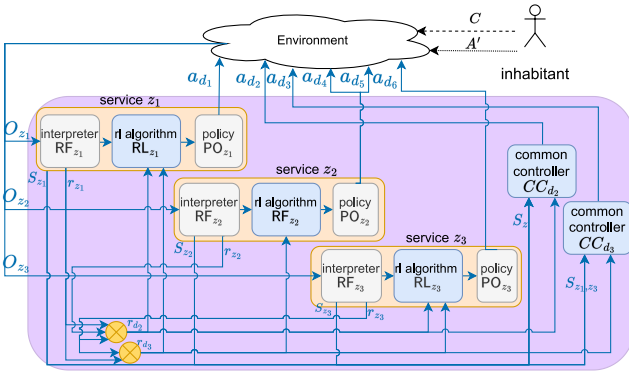 C
Environment
A′
inhabitant
a_{d_1} a_{d_2} a_{d_3} a_{d_4} a_{d_5} a_{d_6}
service z_1
O_{z_1}
interpreter RF_{z_1}
rl algorithm RL_{z_1}
policy PO_{z_1}
S_{z_1} r_{z_1}
service z_2
O_{z_2}
interpreter RF_{z_2}
rl algorithm RF_{z_2}
policy PO_{z_2}
S_{z_2} r_{z_2}
common controller CC_{d_2}
S_z
common controller CC_{d_3}
S_{z_1,z_3}
service z_3
O_{z_3}
interpreter RF_{z_3}
rl algorithm RL_{z_3}
policy PO_{z_3}
S_{z_3} r_{z_3}
r_{d_2}
r_{d_3}